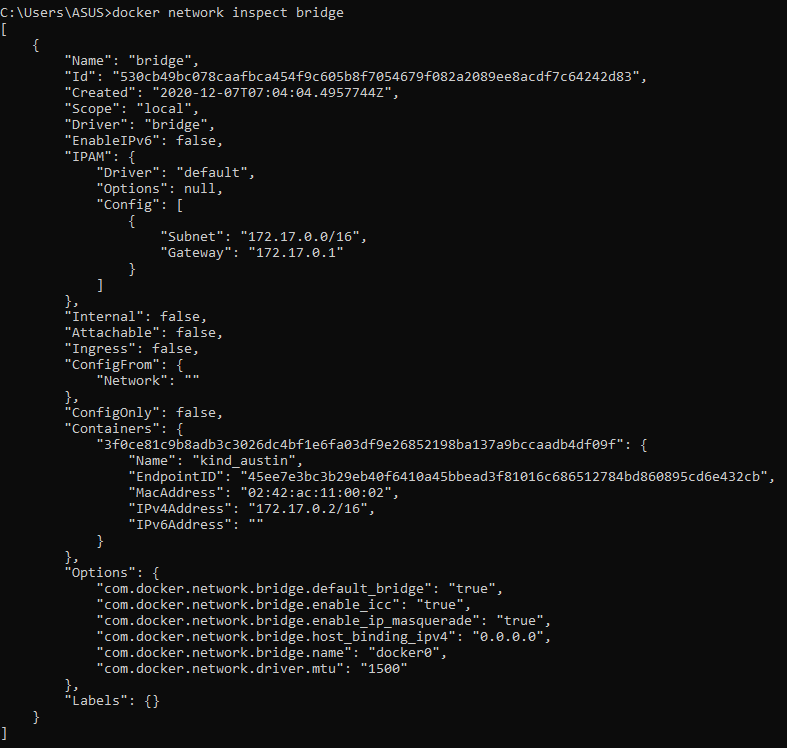 C:\Users\ASUS>docker network inspect bridge
[
    {
        "Name": "bridge",
        "Id": "530cb49bc078caafbca454f9c605b8f7054679f082a2089ee8acdf7c64242d83",
        "Created": "2020-12-07T07:04:04.4957744Z",
        "Scope": "local",
        "Driver": "bridge",
        "EnableIPv6": false,
        "IPAM": {
            "Driver": "default",
            "Options": null,
            "Config": [
                {
                    "Subnet": "172.17.0.0/16",
                    "Gateway": "172.17.0.1"
                }
            ]
        },
        "Internal": false,
        "Attachable": false,
        "Ingress": false,
        "ConfigFrom": {
            "Network": ""
        },
        "ConfigOnly": false,
        "Containers": {
            "3f0ce81c9b8adb3c3026dc4bf1e6fa03df9e26852198ba137a9bccaadb4df09f": {
                "Name": "kind_austin",
                "EndpointID": "45ee7e3bc3b29eb40f6410a45bbead3f81016c686512784bd860895cd6e432cb",
                "MacAddress": "02:42:ac:11:00:02",
                "IPv4Address": "172.17.0.2/16",
                "IPv6Address": ""
            }
        },
        "Options": {
            "com.docker.network.bridge.default_bridge": "true",
            "com.docker.network.bridge.enable_icc": "true",
            "com.docker.network.bridge.enable_ip_masquerade": "true",
            "com.docker.network.bridge.host_binding_ipv4": "0.0.0.0",
            "com.docker.network.bridge.name": "docker0",
            "com.docker.network.driver.mtu": "1500"
        },
        "Labels": {}
    }
]